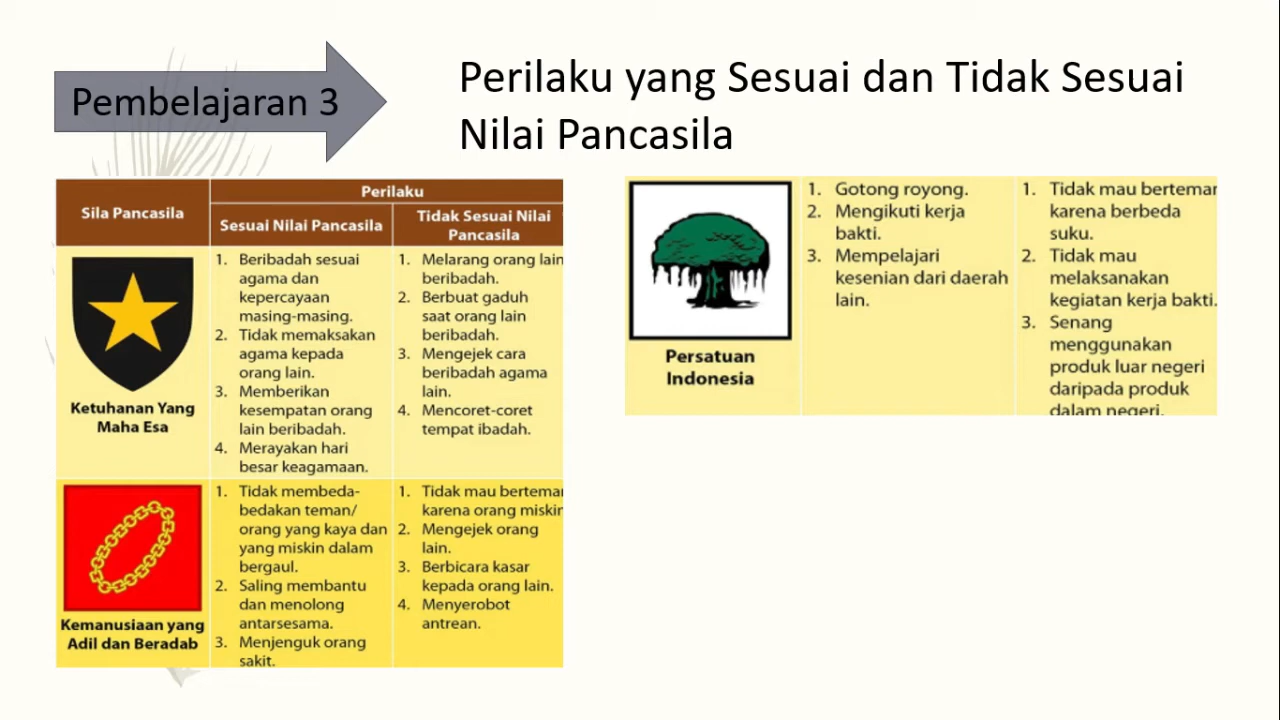 Pembelajaran 3
Perilaku yang Sesuai dan Tidak Sesuai
Nilai Pancasila
Sila Pancasila
Perilaku
Sesuai Nilai Pancasila
Tidak Sesuai Nilai
Pancasila
Ketuhanan Yang
Maha Esa
1. Beribadah sesuai
agama dan
kepercayaan
masing-masing.
2. Tidak memaksakan
agama kepada
orang lain.
3. Memberikan
kesempatan orang
lain beribadah.
4. Merayakan hari
besar keagamaan.
1. Melarang orang lain
beribadah.
2. Berbuat gaduh
saat orang lain
beribadah.
3. Mengejek cara
beribadah agama
lain.
4. Mencoret-coret
tempat ibadah.
Kemanusiaan yang
Adil dan Beradab
1. Tidak membeda-
bedakan teman/
orang yang kaya dan
yang miskin dalam
bergaul.
2. Saling membantu
dan menolong
antarsesama.
3. Menjenguk orang
sakit.
1. Tidak mau berteman
karena orang miskin
2. Mengejek orang
lain.
3. Berbicara kasar
kepada orang lain.
4. Menyerobot
antrean.
Persatuan
Indonesia
1. Gotong royong.
2. Mengikuti kerja
bakti.
3. Mempelajari
kesenian dari daerah
lain.
1. Tidak mau berteman
karena berbeda
suku.
2. Tidak mau
melaksanakan
kegiatan kerja bakti.
3. Senang
menggunakan
produk luar negeri
daripada produk
dalam negeri.